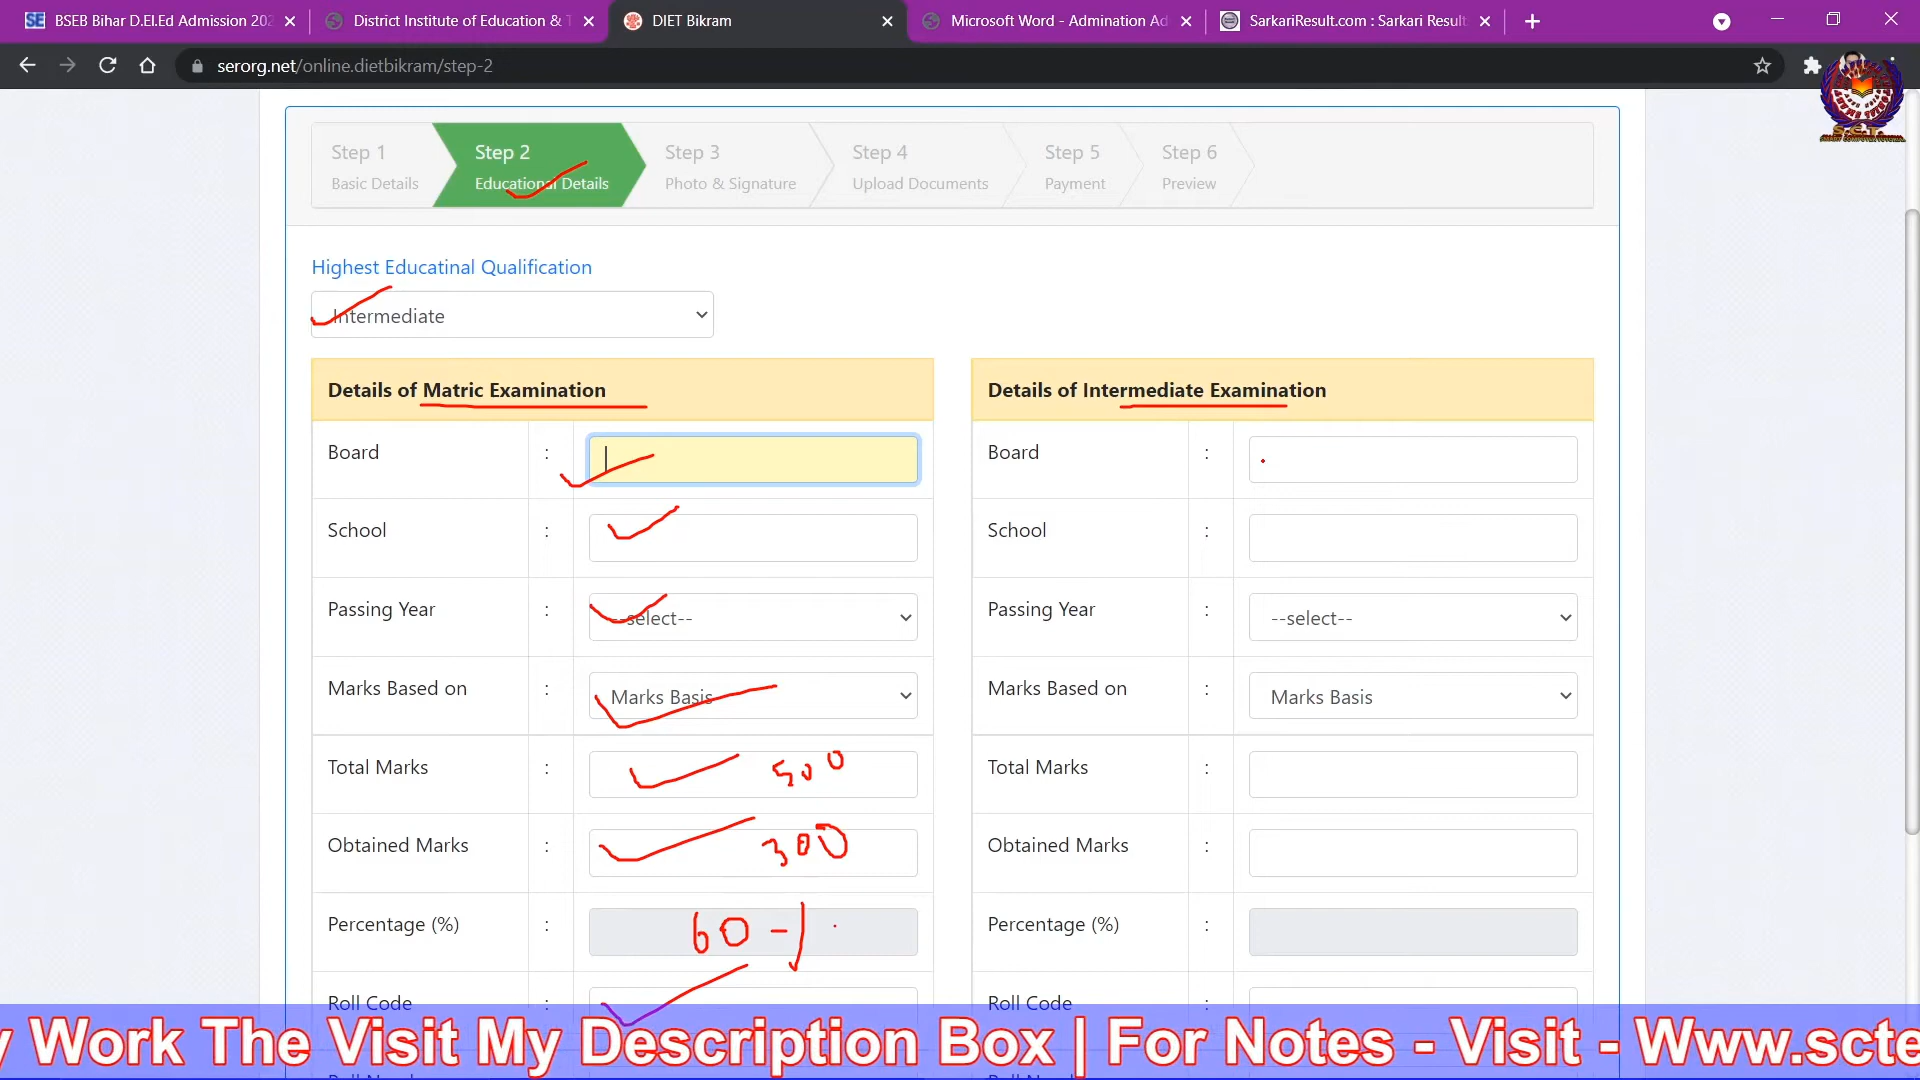 BSEB Bihar D.El.Ed Admission 202
District Institute of Education & T
DIET Bikram
Microsoft Word - Admination Ad
SarkariResult.com : Sarkari Result
serorg.net/online.dietbikram/step-2
S.C.T.
Step 1
Basic Details
Step 2
Educational Details
Step 3
Photo & Signature
Step 4
Upload Documents
Step 5
Payment
Step 6
Preview
Highest Educatinal Qualification
Intermediate
Details of Matric Examination
Board :
School :
Passing Year : --select--
Marks Based on : Marks Basis
Total Marks : 500
Obtained Marks : 300
Percentage (%) : 60-/.
Roll Code :
Details of Intermediate Examination
Board :
School :
Passing Year : --select--
Marks Based on : Marks Basis
Total Marks :
Obtained Marks :
Percentage (%) :
Roll Code :
y Work The Visit My Description Box | For Notes - Visit - Www.scte